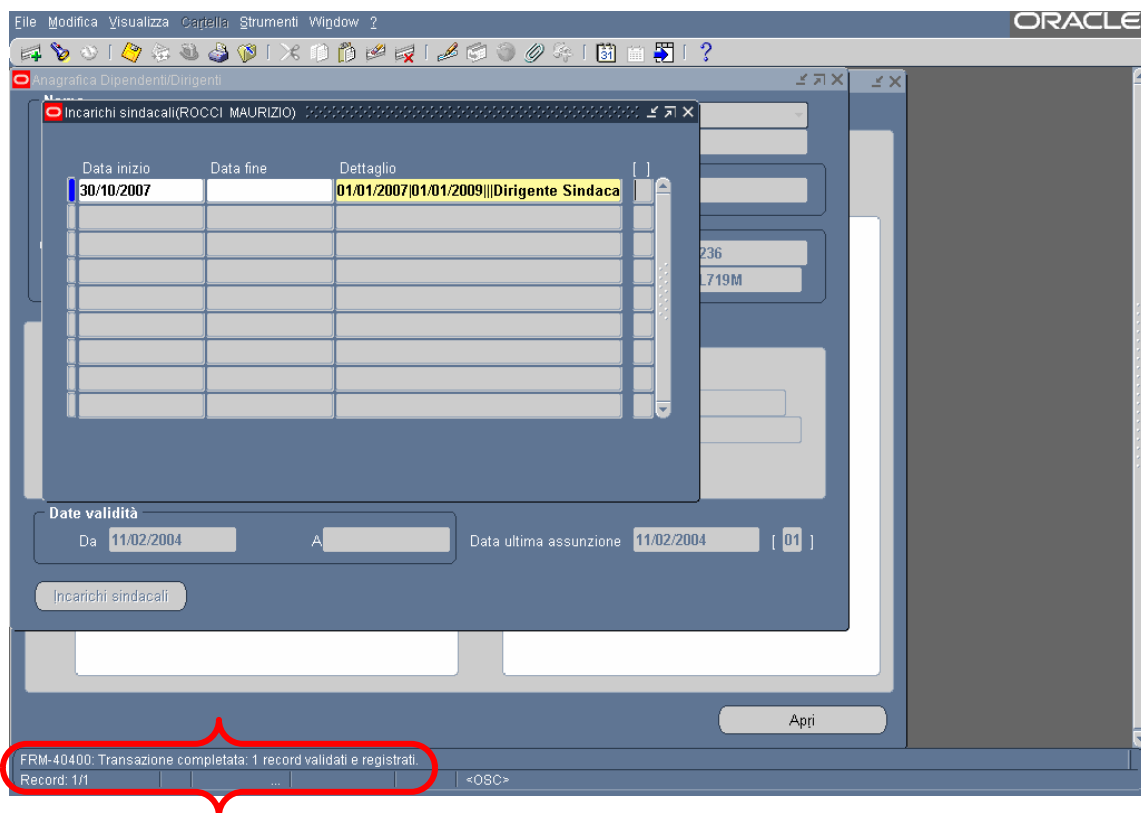 File Modifica Visualizza Cartella Strumenti Window ?
ORACLE
31
?
Anagrafica Dipendenti/Dirigenti
Incarichi sindacali(ROCCI MAURIZIO)
Data inizio Data fine Dettaglio [ ]
30/10/2007 01/01/2007|01/01/2009|||Dirigente Sindaca
236
L719M
Date validità
Da 11/02/2004 A Data ultima assunzione 11/02/2004 [ 01 ]
Incarichi sindacali
Apri
FRM-40400: Transazione completata: 1 record validati e registrati.
Record: 1/1 ... <OSC>